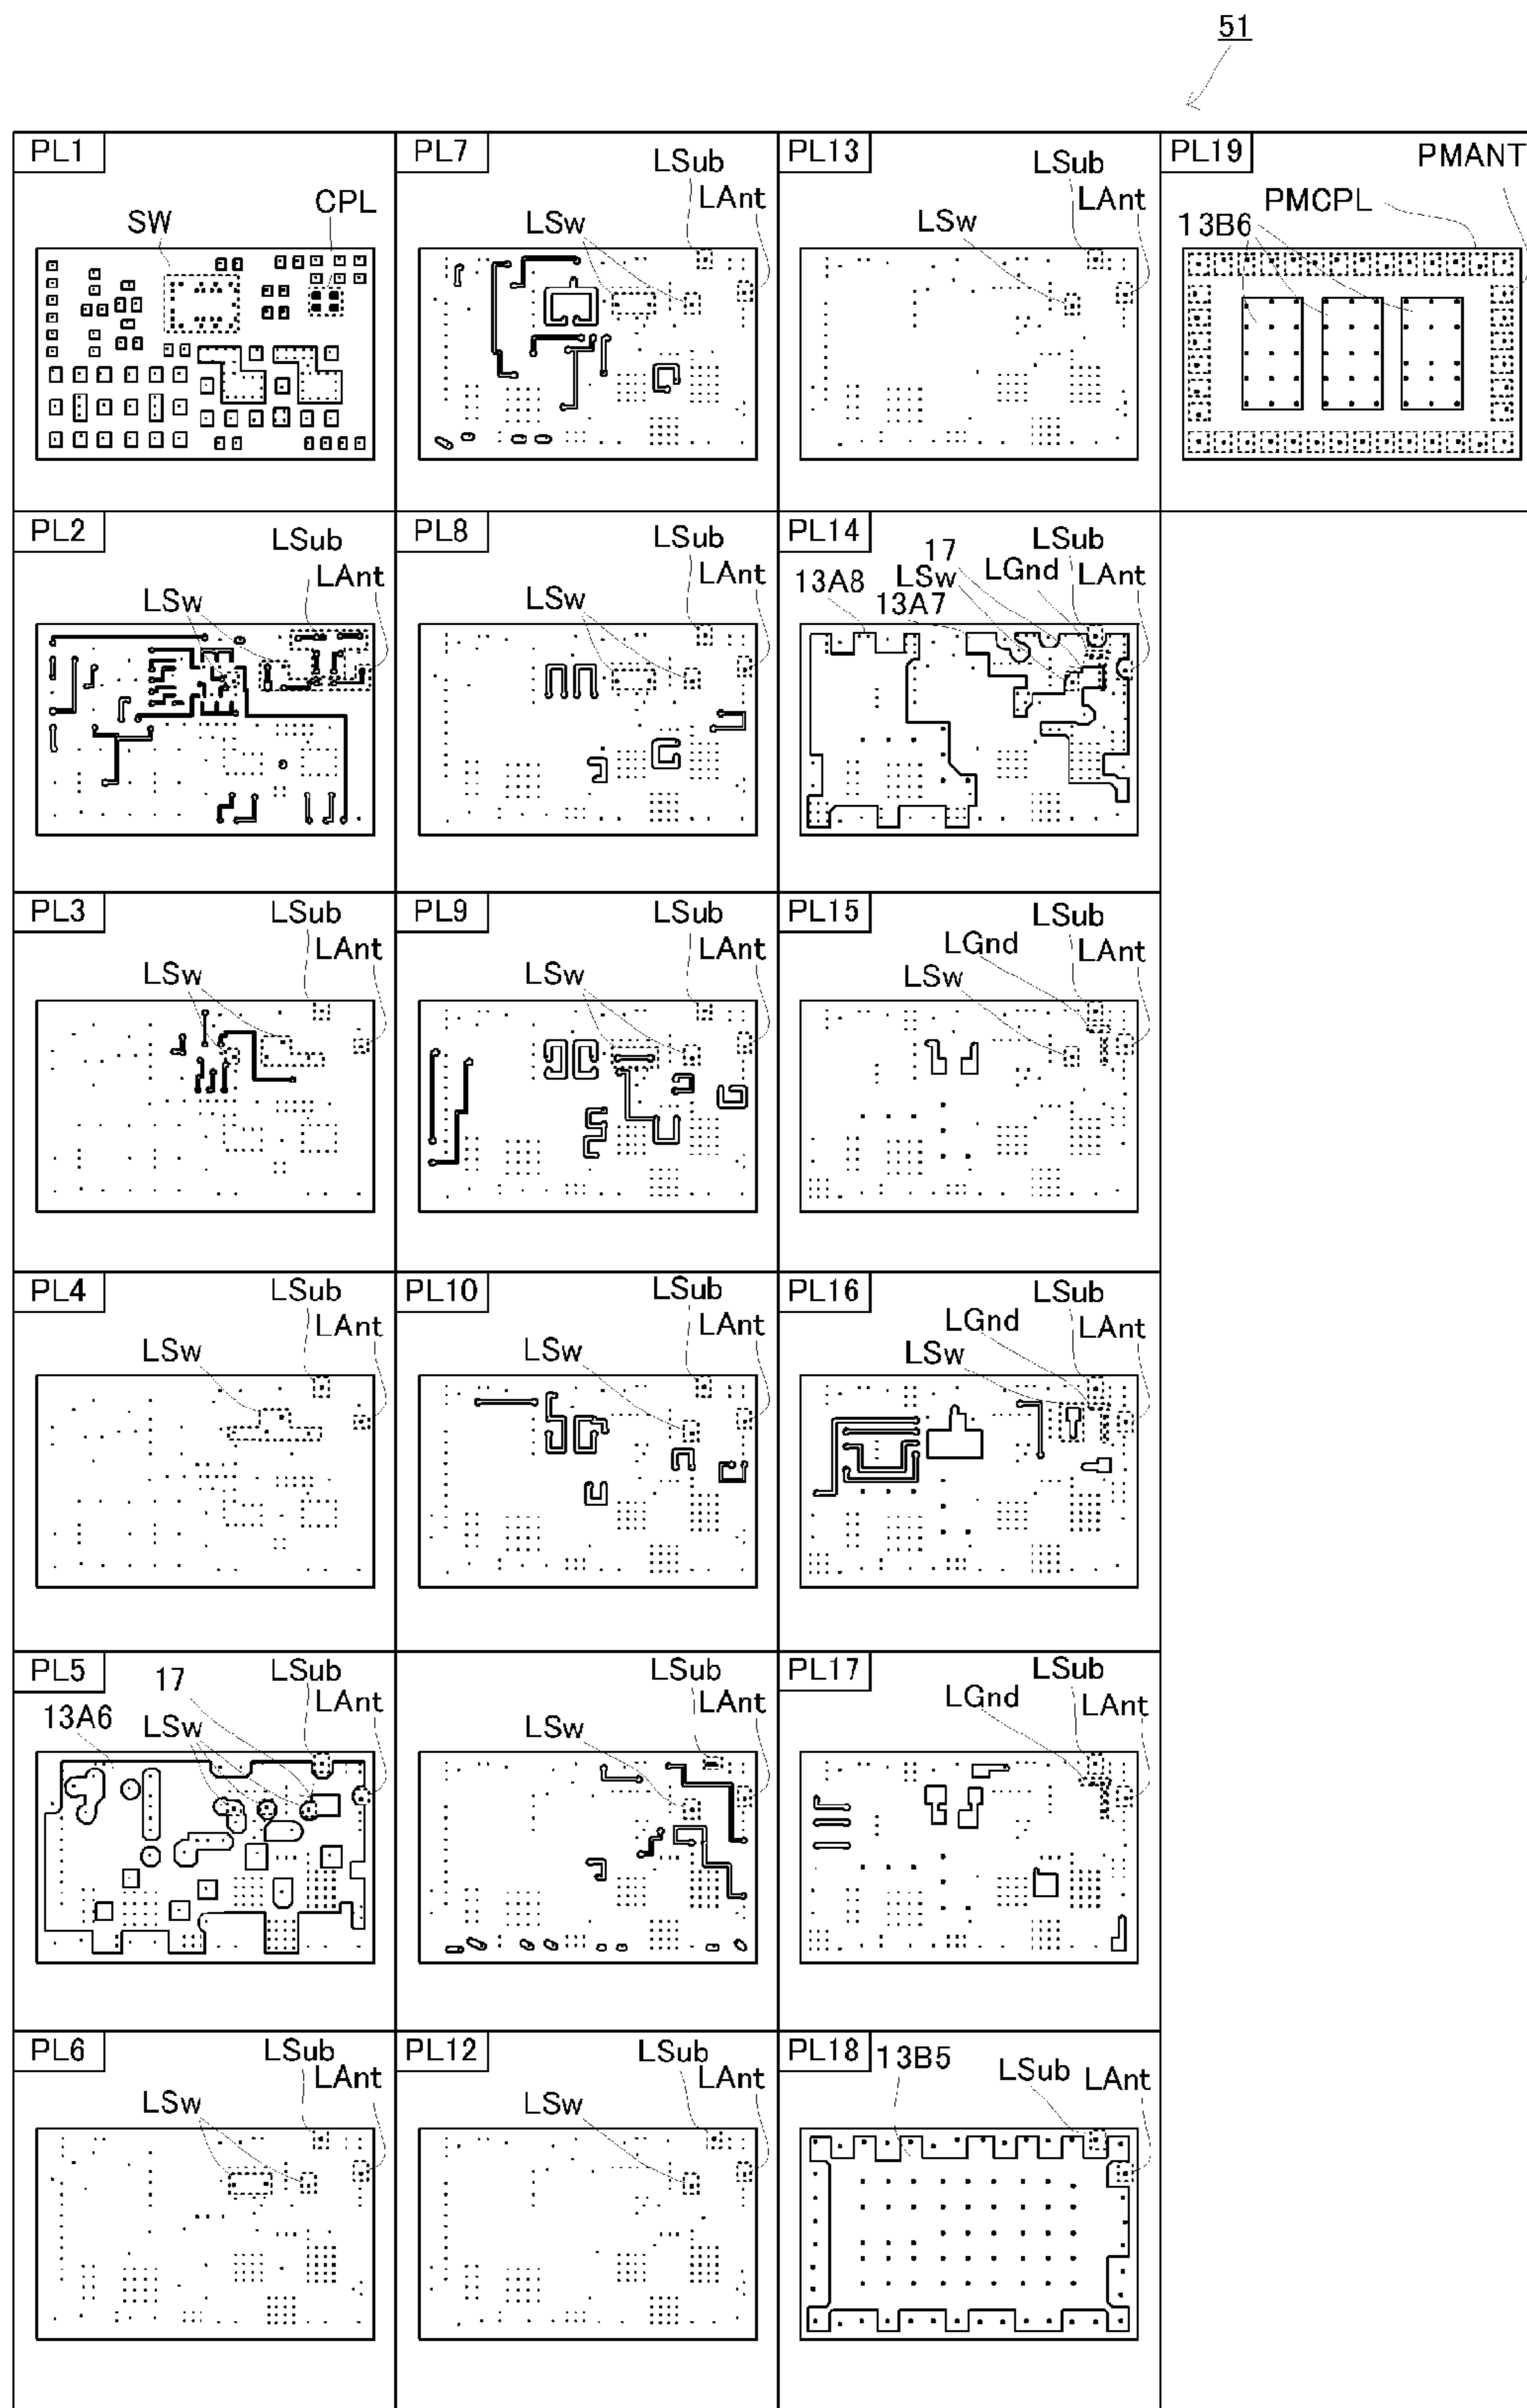 51
PL1
SW
CPL
PL7
LSub
LAnt
LSw
PL13
LSub
LAnt
LSw
PL19
PMANT
PMCPL
13B6
PL2
LSub
LAnt
LSw
PL8
LSub
LAnt
LSw
PL14
17
LSub
LGnd
LAnt
13A8
LSw
13A7
PL3
LSub
LAnt
LSw
PL9
LSub
LAnt
LSw
PL15
LSub
LGnd
LAnt
LSw
PL4
LSub
LAnt
LSw
PL10
LSub
LAnt
LSw
PL16
LSub
LGnd
LAnt
LSw
PL5
17
LSub
LAnt
13A6
LSw
LSub
LAnt
LSw
PL17
LSub
LGnd
LAnt
PL6
LSub
LAnt
LSw
PL12
LSub
LAnt
LSw
PL18
13B5
LSub
LAnt